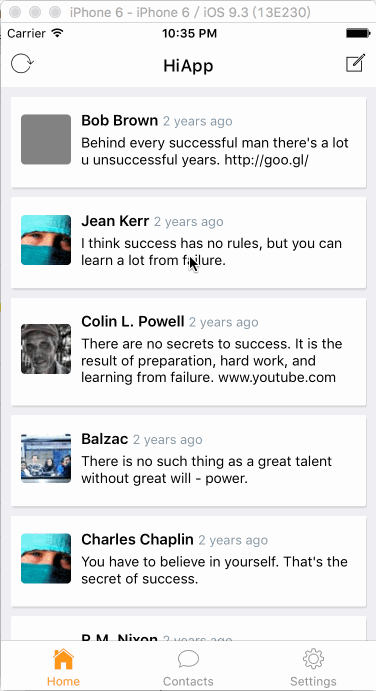 iPhone 6 - iPhone 6 / iOS 9.3 (13E230)
Carrier 10:35 PM
HiApp
Bob Brown 2 years ago
Behind every successful man there's a lot
u unsuccessful years. http://goo.gl/
Jean Kerr 2 years ago
I think success has no rules, but you can
learn a lot from failure.
Colin L. Powell 2 years ago
There are no secrets to success. It is the
result of preparation, hard work, and
learning from failure. www.youtube.com
Balzac 2 years ago
There is no such thing as a great talent
without great will - power.
Charles Chaplin 2 years ago
You have to believe in yourself. That's the
secret of success.
R.M. Nixon 2 years ago
Home Contacts Settings